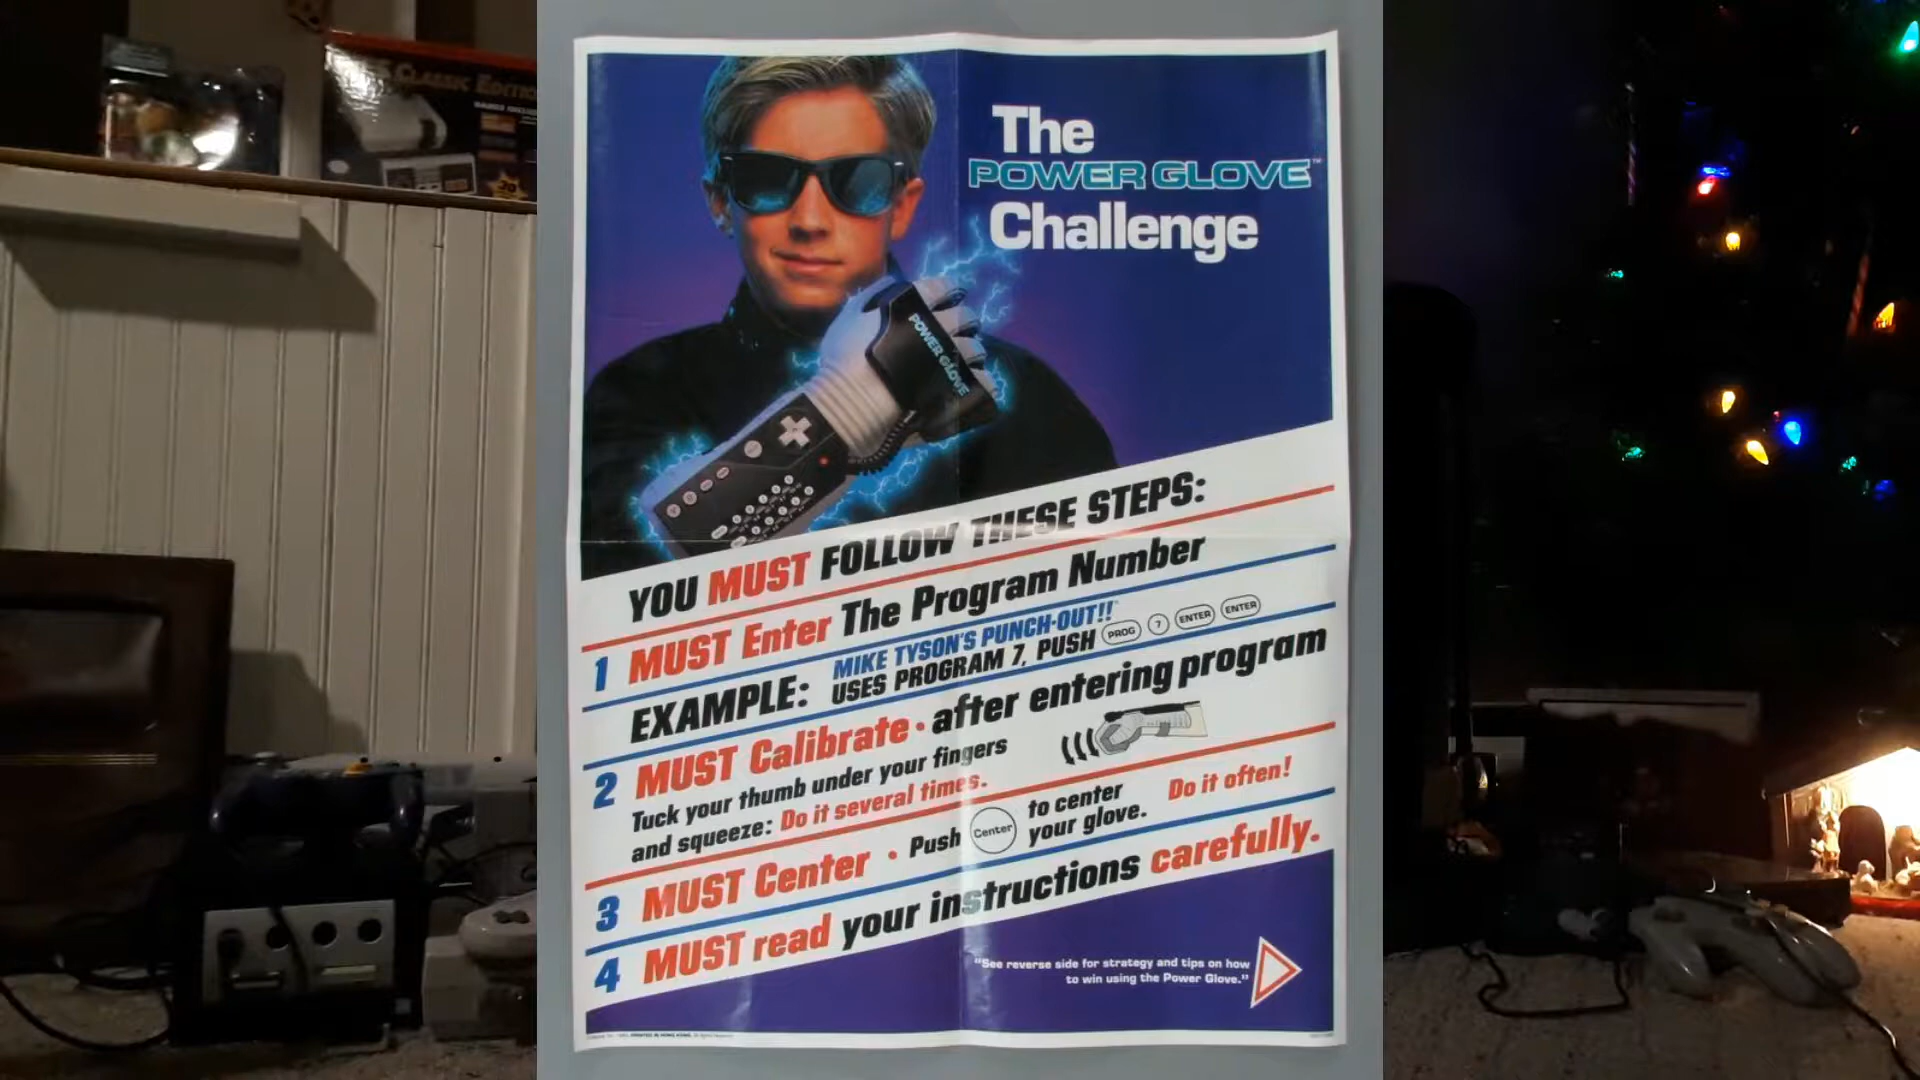 CLASSIC EDITION
The
POWER GLOVE™
Challenge
POWER GLOVE
YOU MUST FOLLOW THESE STEPS:
1 MUST Enter The Program Number
EXAMPLE: MIKE TYSON'S PUNCH-OUT!!™
USES PROGRAM 7, PUSH PROG 7 ENTER ENTER
2 MUST Calibrate • after entering program
Tuck your thumb under your fingers
and squeeze: Do it several times.
3 MUST Center • Push Center to center
your glove. Do it often!
4 MUST read your instructions carefully.
"See reverse side for strategy and tips on how
to win using the Power Glove."